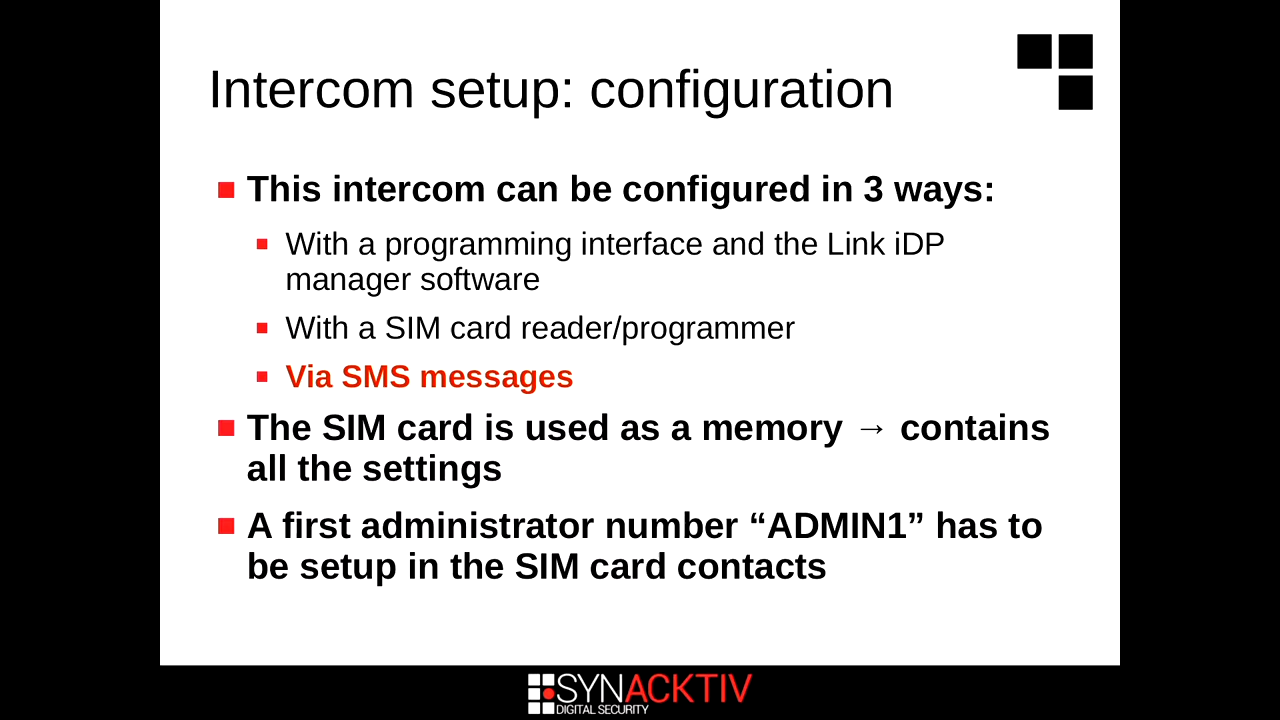 Intercom setup: configuration
This intercom can be configured in 3 ways:
With a programming interface and the Link iDP
manager software
With a SIM card reader/programmer
Via SMS messages
The SIM card is used as a memory → contains
all the settings
A first administrator number “ADMIN1” has to
be setup in the SIM card contacts
SYNACKTIV
DIGITAL SECURITY